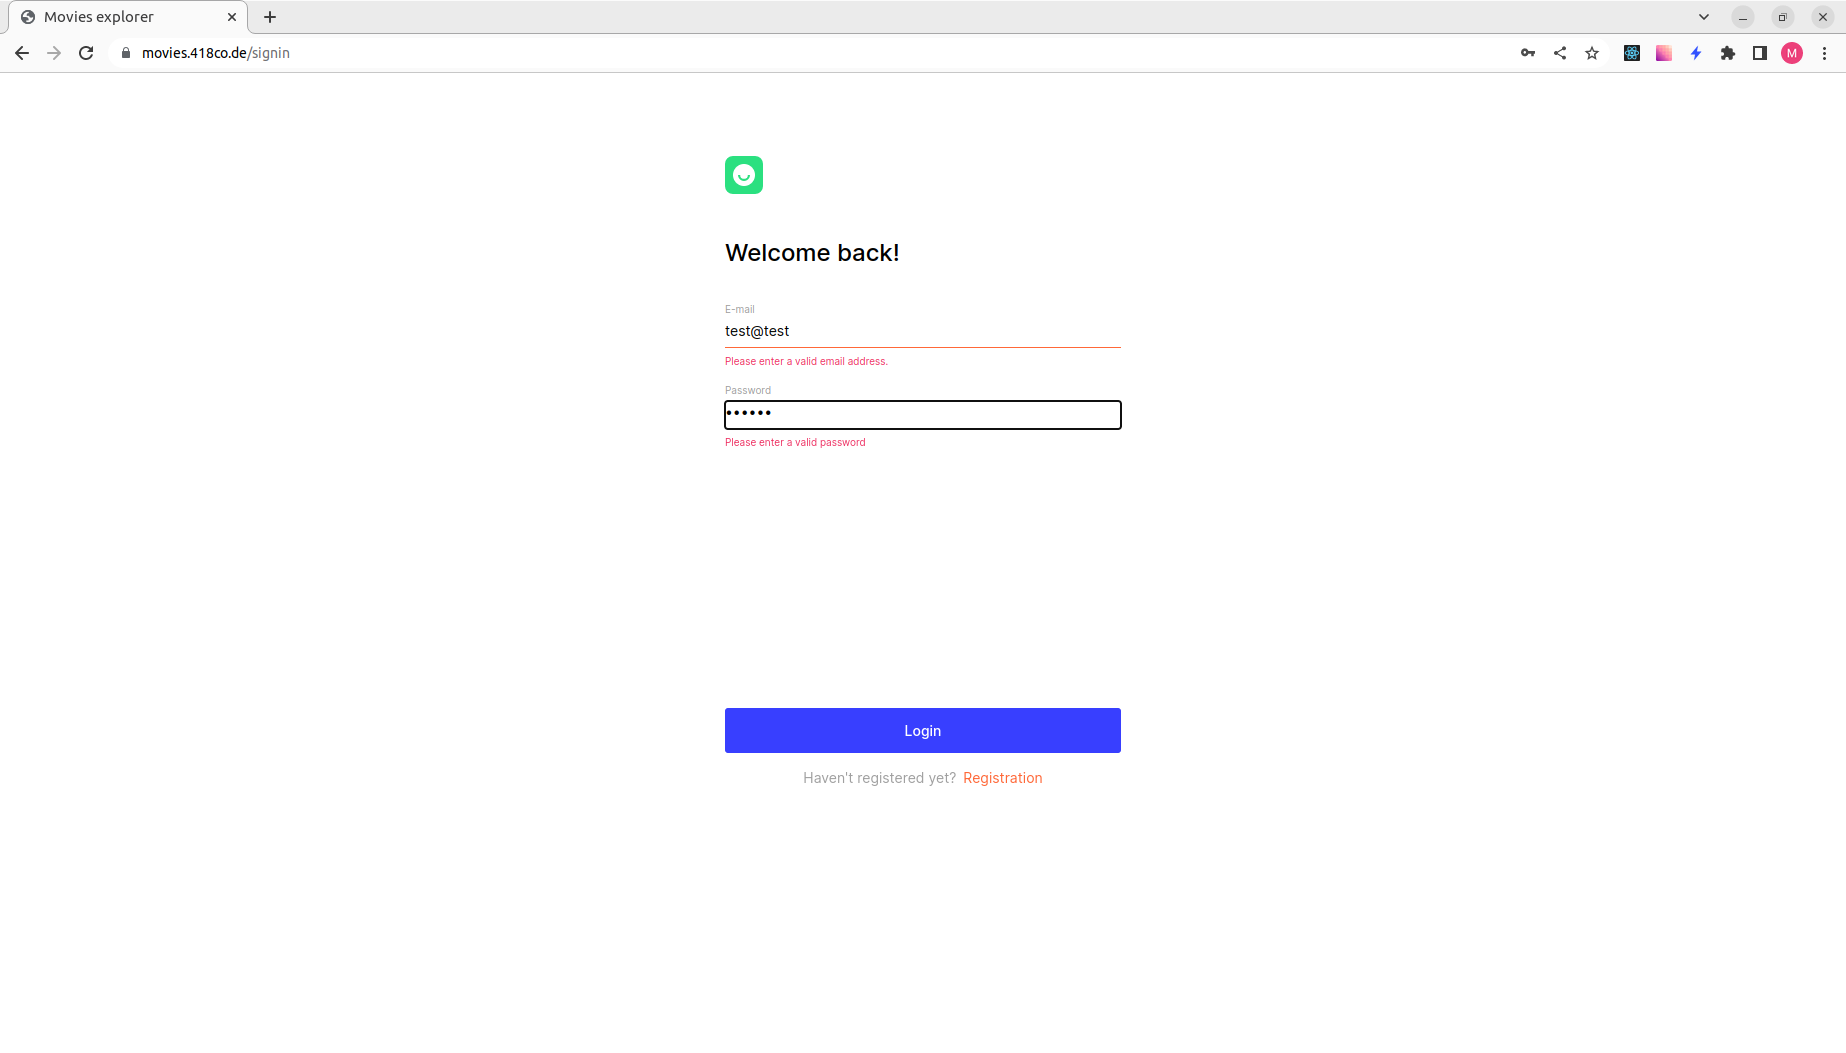 Movies explorer
movies.418co.de/signin
M
Welcome back!
E-mail
test@test
Please enter a valid email address.
Password
••••••
Please enter a valid password
Login
Haven't registered yet? Registration